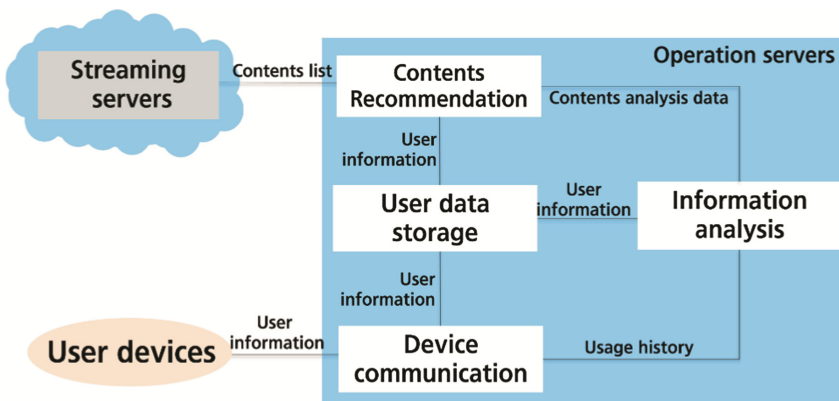 Operation servers
Streaming
servers
Contents list
Contents
Recommendation
Contents analysis data
User
information
User data
storage
User
information
Information
analysis
User
information
User devices
User
information
Device
communication
Usage history